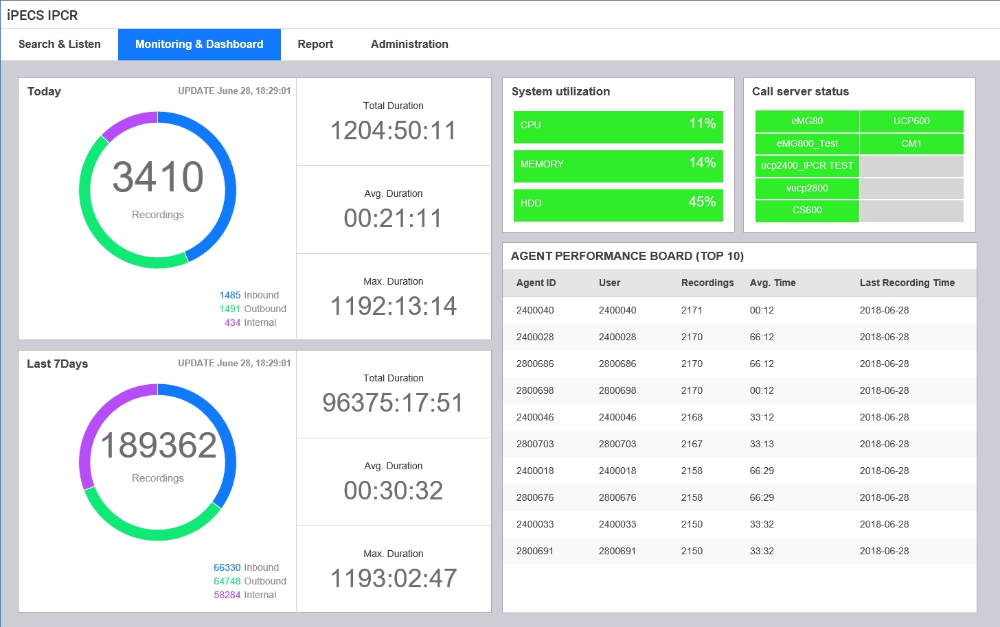 iPECS IPCR
Search & Listen Monitoring & Dashboard Report Administration
Today UPDATE June 28, 18:29:01
3410
Recordings
1485 Inbound
1491 Outbound
434 Internal
Total Duration
1204:50:11
Avg. Duration
00:21:11
Max. Duration
1192:13:14
Last 7Days UPDATE June 28, 18:29:01
189362
Recordings
66330 Inbound
64748 Outbound
58284 Internal
Total Duration
96375:17:51
Avg. Duration
00:30:32
Max. Duration
1193:02:47
System utilization
CPU 11%
MEMORY 14%
HDD 45%
Call server status
eMG80 UCP600
eMG800_Test CM1
ucp2400_IPCR TEST
vucp2800
CS600
AGENT PERFORMANCE BOARD (TOP 10)
Agent ID User Recordings Avg. Time Last Recording Time
2400040 2400040 2171 00:12 2018-06-28
2400028 2400028 2170 66:12 2018-06-28
2800686 2800686 2170 66:12 2018-06-28
2800698 2800698 2170 00:12 2018-06-28
2400046 2400046 2168 33:12 2018-06-28
2800703 2800703 2167 33:13 2018-06-28
2400018 2400018 2158 66:29 2018-06-28
2800676 2800676 2158 66:29 2018-06-28
2400033 2400033 2150 33:32 2018-06-28
2800691 2800691 2150 33:32 2018-06-28